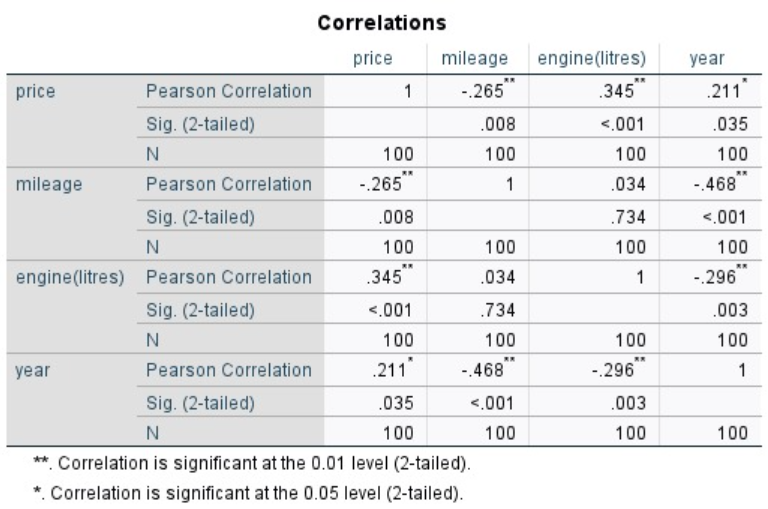 Correlations
price mileage engine(litres) year
price Pearson Correlation 1 -.265** .345** .211*
Sig. (2-tailed) .008 <.001 .035
N 100 100 100 100
mileage Pearson Correlation -.265** 1 .034 -.468**
Sig. (2-tailed) .008 .734 <.001
N 100 100 100 100
engine(litres) Pearson Correlation .345** .034 1 -.296**
Sig. (2-tailed) <.001 .734 .003
N 100 100 100 100
year Pearson Correlation .211* -.468** -.296** 1
Sig. (2-tailed) .035 <.001 .003
N 100 100 100 100
**. Correlation is significant at the 0.01 level (2-tailed).
*. Correlation is significant at the 0.05 level (2-tailed).